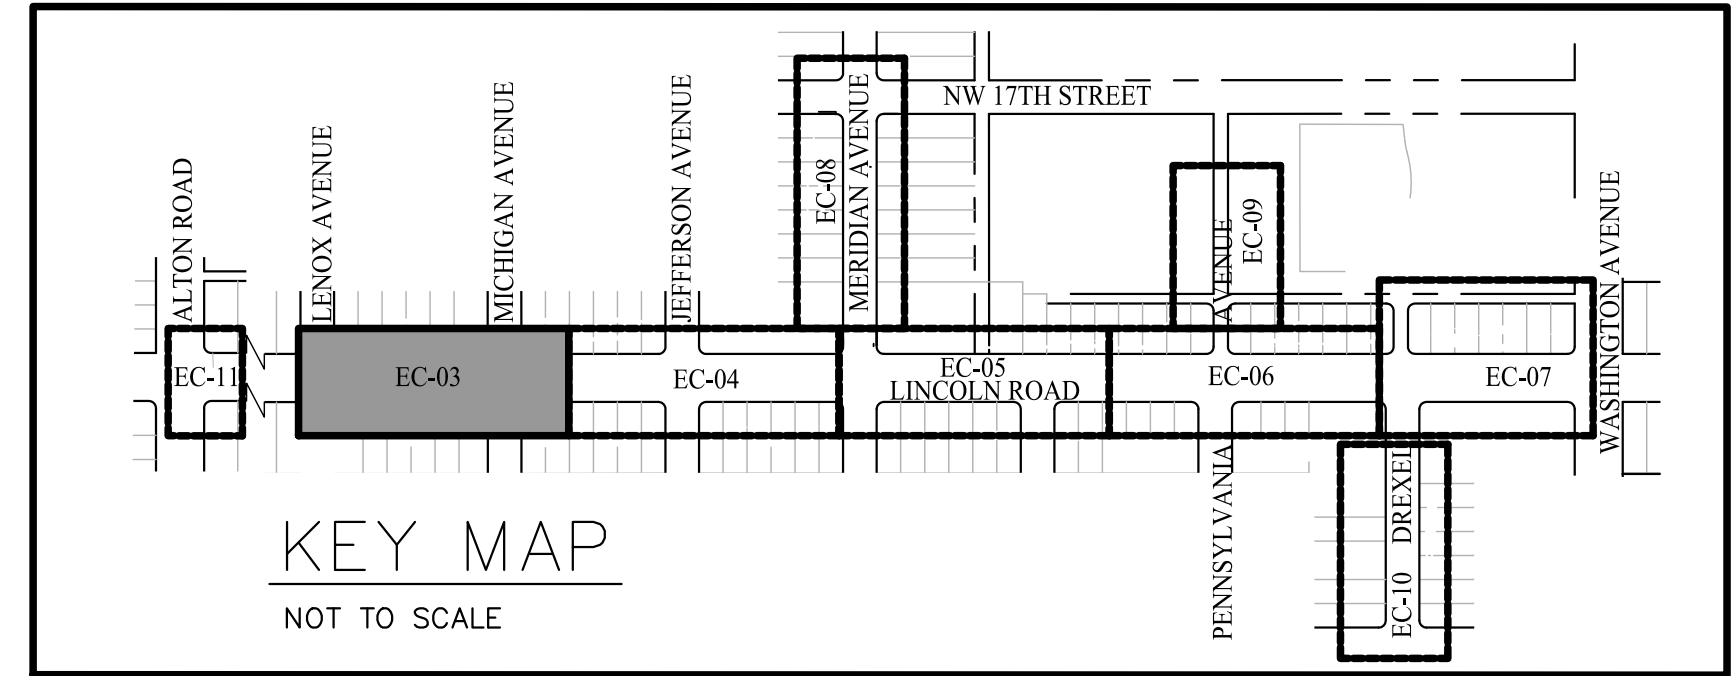 NW 17TH STREET
ALTON ROAD
LENOX AVENUE
MICHIGAN AVENUE
JEFFERSON AVENUE
EC-08
MERIDIAN AVENUE
AVENUE
EC-09
WASHINGTON AVENUE
EC-11
EC-03
EC-04
EC-05
LINCOLN ROAD
EC-06
EC-07
PENNSYLVANIA
DREXEL
EC-10
KEY MAP
NOT TO SCALE